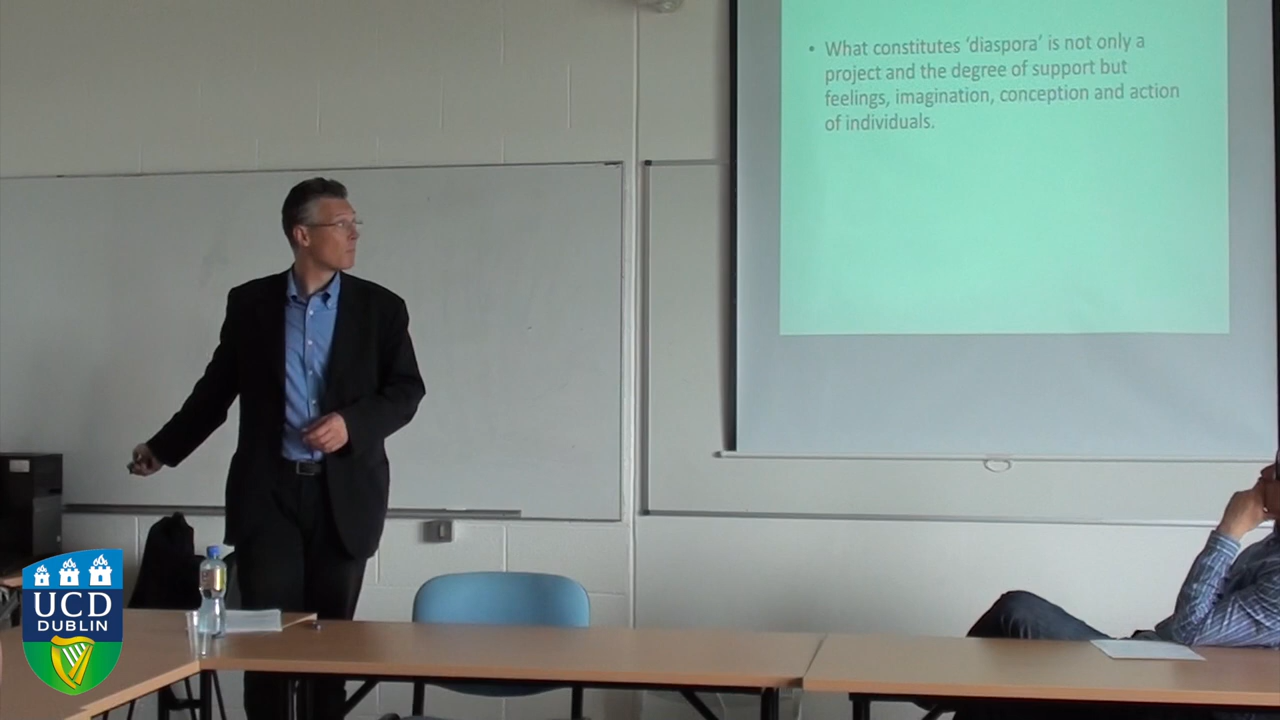 • What constitutes ‘diaspora’ is not only a
project and the degree of support but
feelings, imagination, conception and action
of individuals.
UCD
DUBLIN